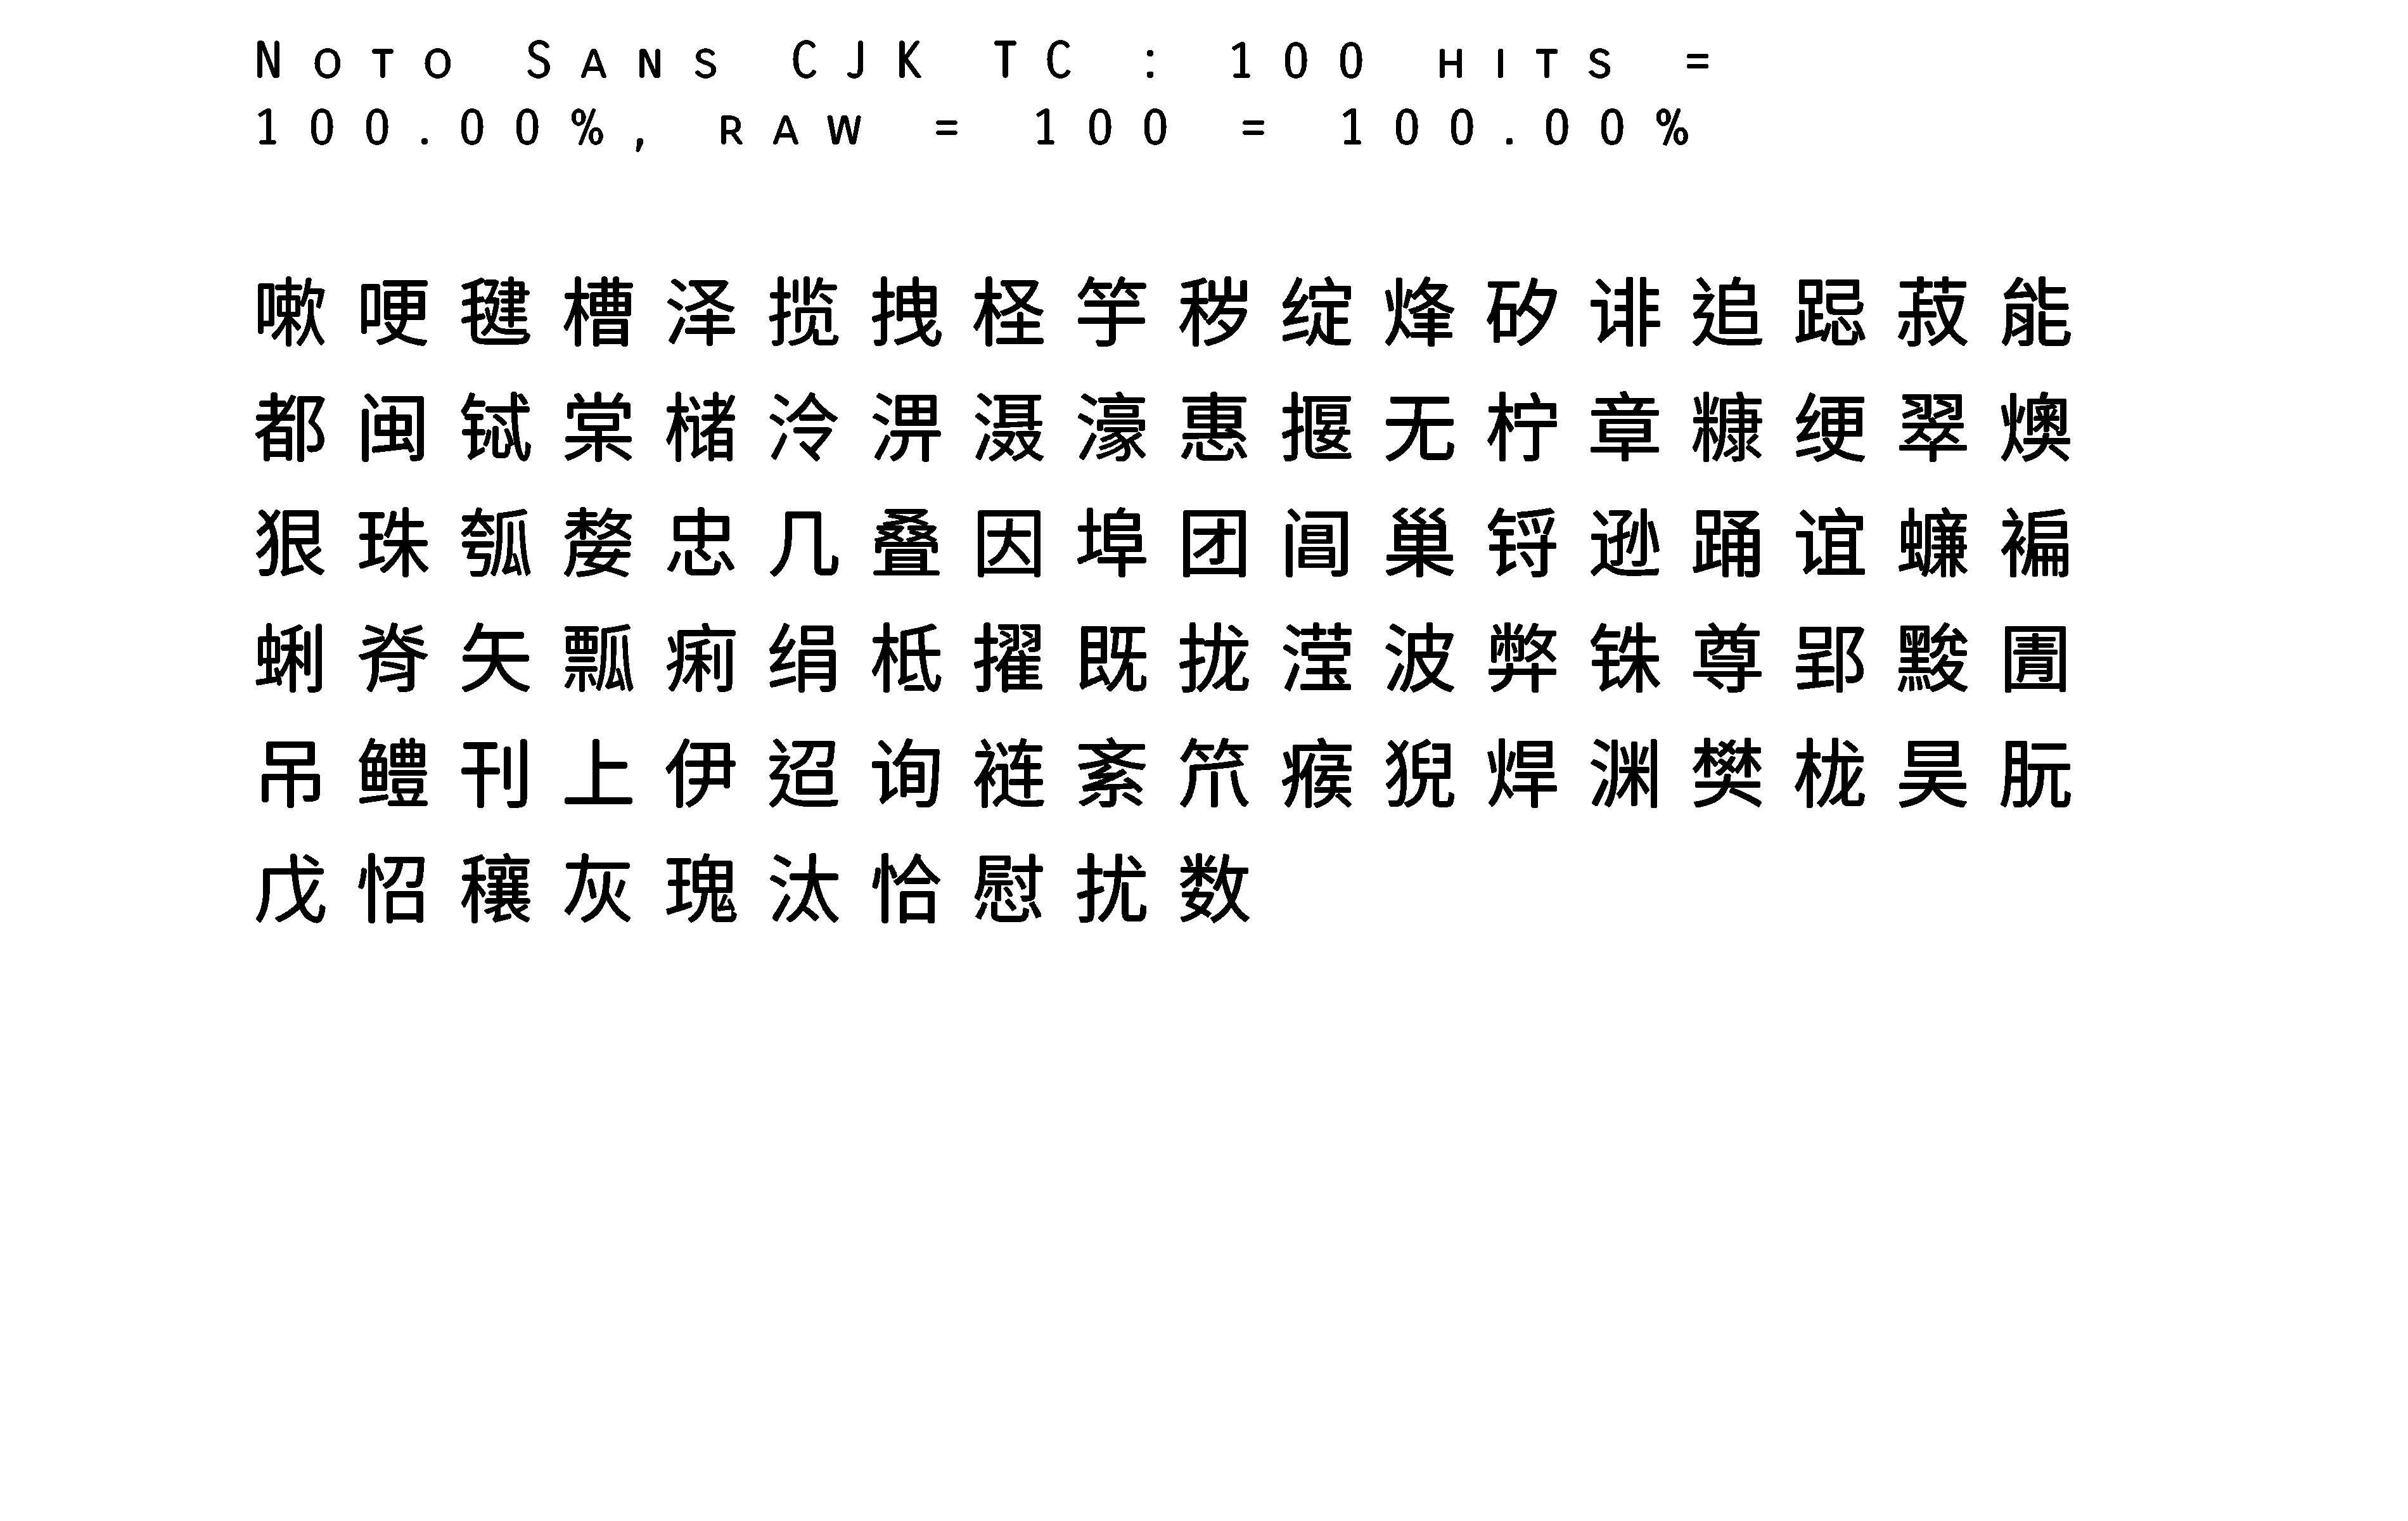 Noto Sans CJK TC : 100 hits =
100.00%, raw = 100 = 100.00%
嗽哽毽槽泽揽拽柽竽秽绽烽矽诽追跽菽能
都闽铽棠槠泠淠滠濠惠揠无柠章糠绠翠燠
狠珠瓠嫠忠几叠因埠团阊巢锊逊踊谊蠊褊
蜊脊矢瓢痢绢柢擢既拢滢波弊铢尊郢黢圊
吊鳢刊上伊迢询裢紊笊瘊猊焊渊樊栊昊朊
戊怊穰灰瑰汰恰慰扰数